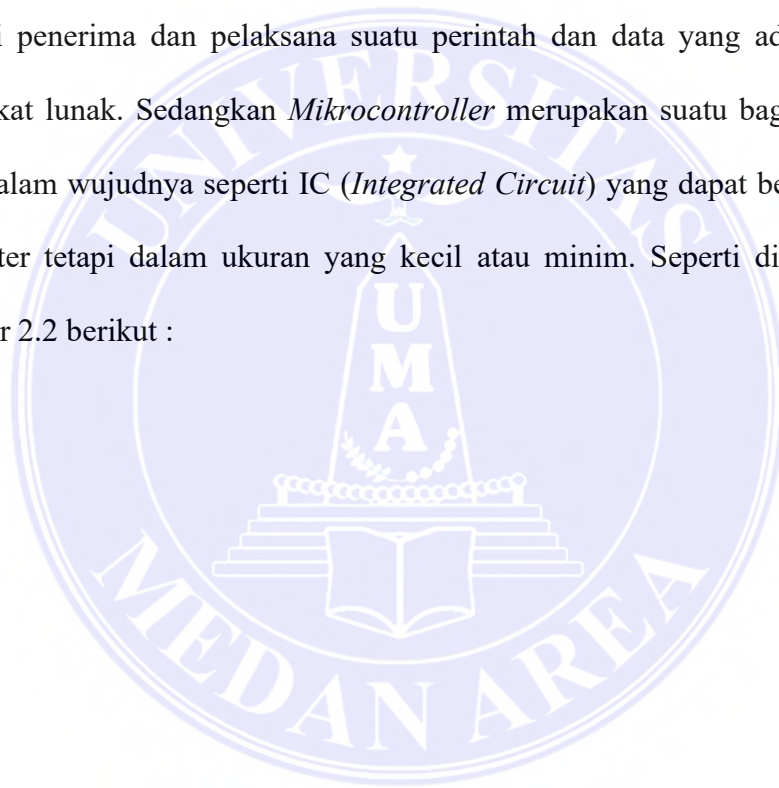 i penerima dan pelaksana suatu perintah dan data yang ad
kat lunak. Sedangkan Mikrocontroller merupakan suatu bag
alam wujudnya seperti IC (Integrated Circuit) yang dapat be
ter tetapi dalam ukuran yang kecil atau minim. Seperti di
r 2.2 berikut :
UNIVERSITAS
UMA
MEDAN AREA